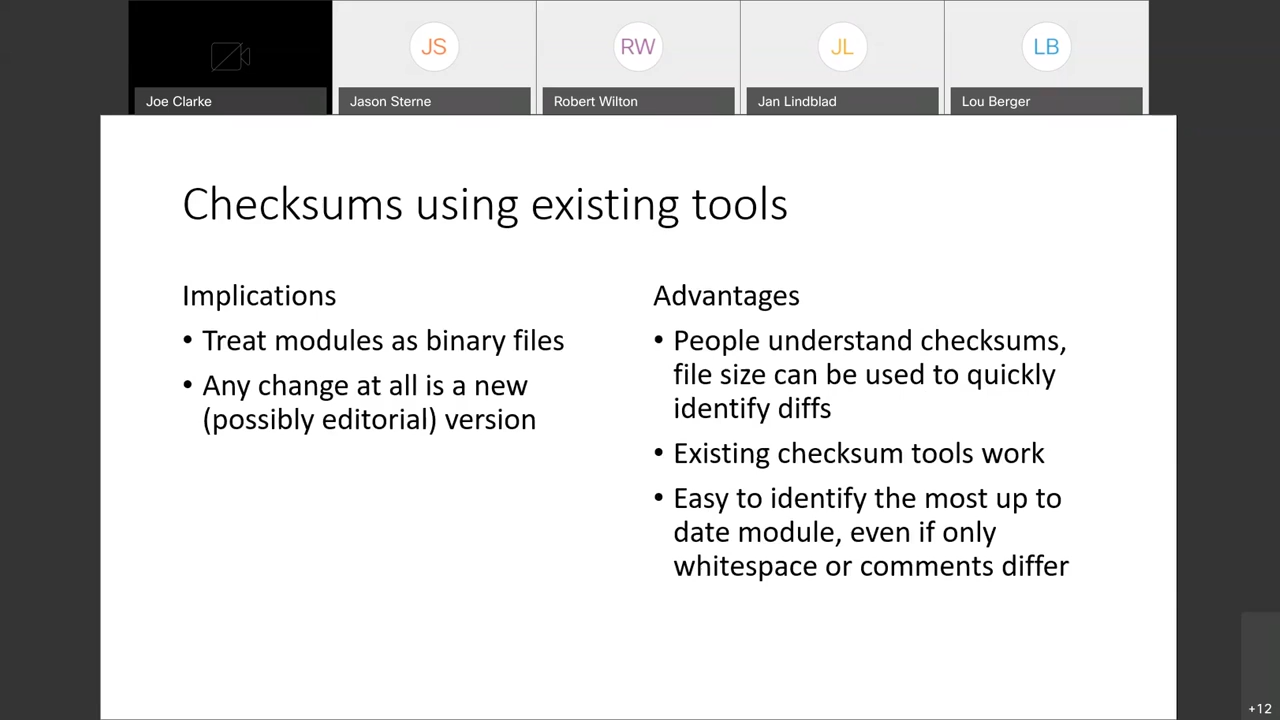 JS
RW
JL
LB
Joe Clarke
Jason Sterne
Robert Wilton
Jan Lindblad
Lou Berger
Checksums using existing tools
Implications
• Treat modules as binary files
• Any change at all is a new
(possibly editorial) version
Advantages
• People understand checksums,
file size can be used to quickly
identify diffs
• Existing checksum tools work
• Easy to identify the most up to
date module, even if only
whitespace or comments differ
+12